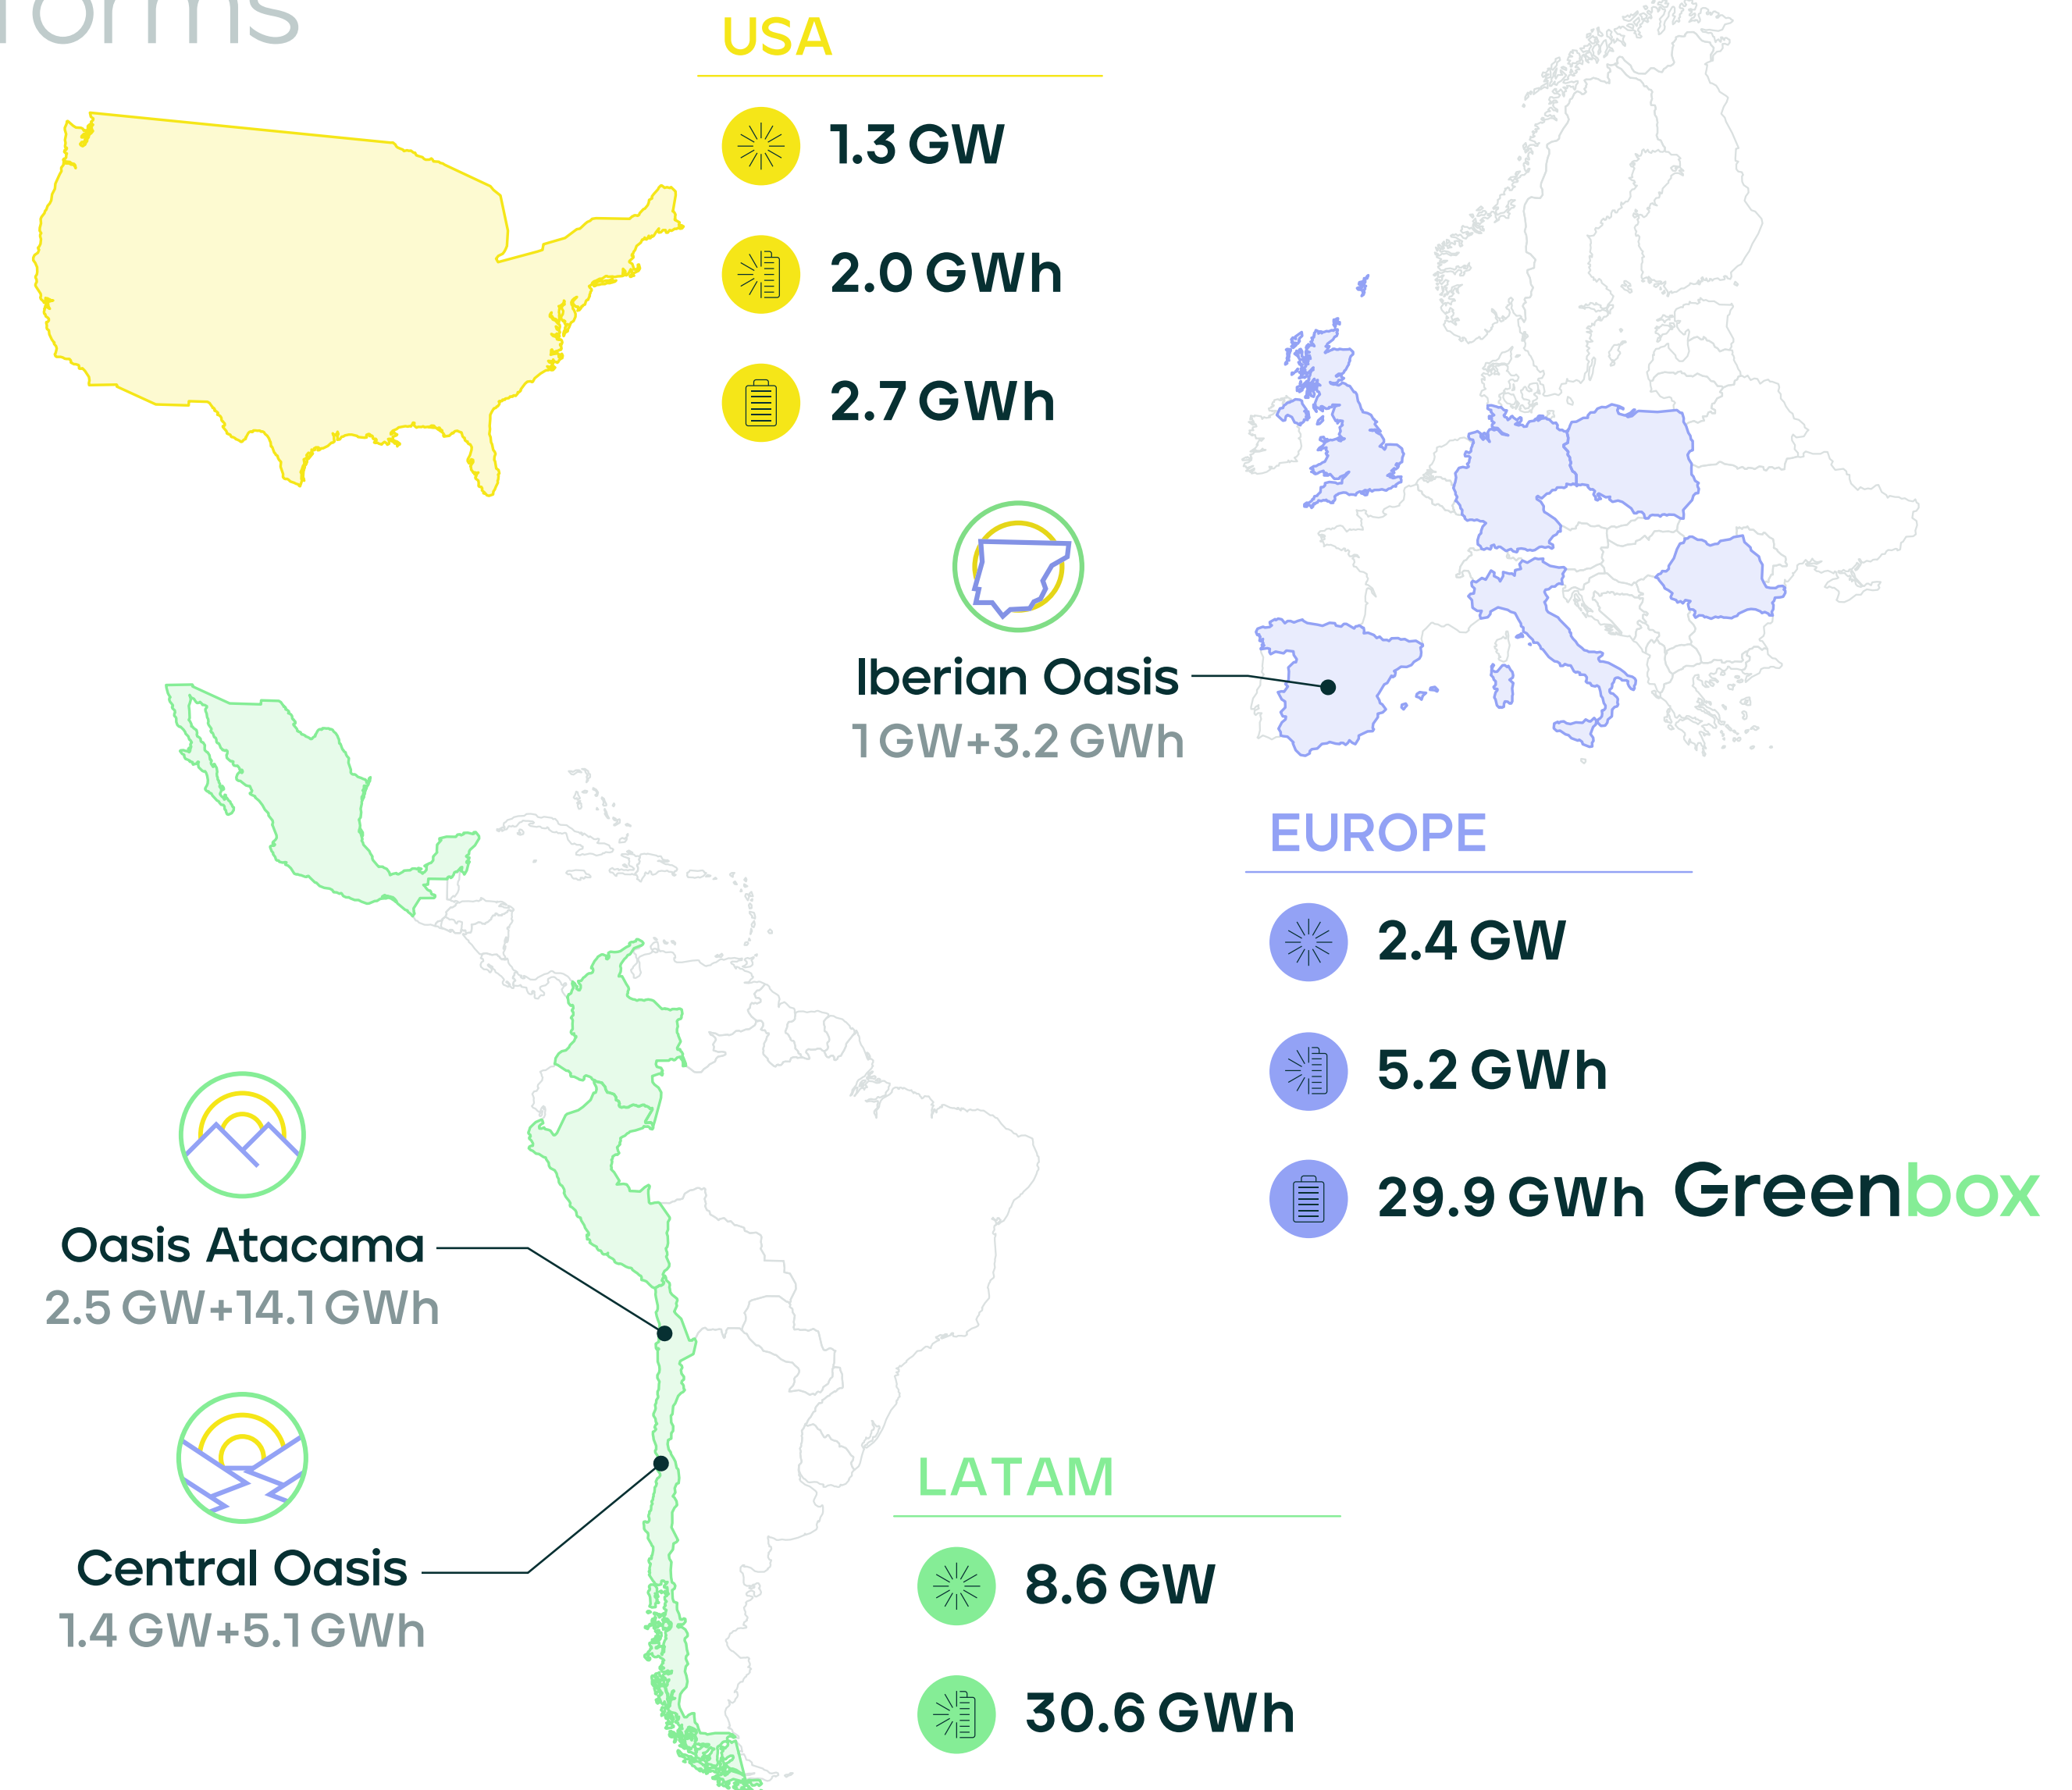 USA
1.3 GW
2.0 GWh
2.7 GWh
Iberian Oasis
1 GW+3.2 GWh
EUROPE
2.4 GW
5.2 GWh
29.9 GWh Greenbox
Oasis Atacama
2.5 GW+14.1 GWh
Central Oasis
1.4 GW+5.1 GWh
LATAM
8.6 GW
30.6 GWh